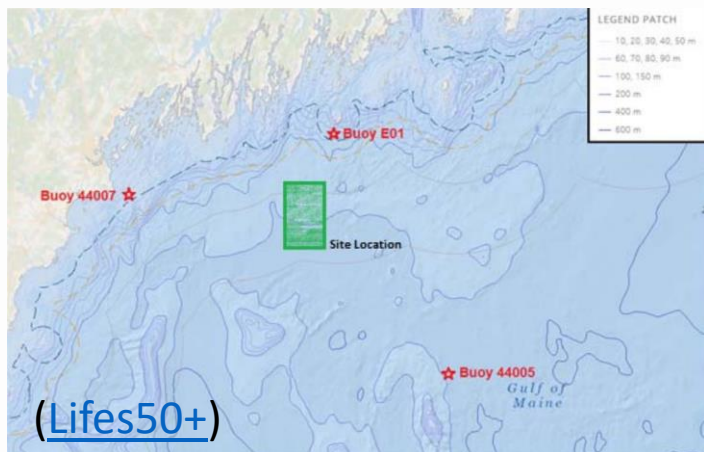 LEGEND PATCH
10, 20, 30, 40, 50 m
60, 70, 80, 90 m
100, 150 m
200 m
400 m
600 m
Buoy E01
Buoy 44007
Site Location
Buoy 44005
Gulf of
Maine
(Lifes50+)